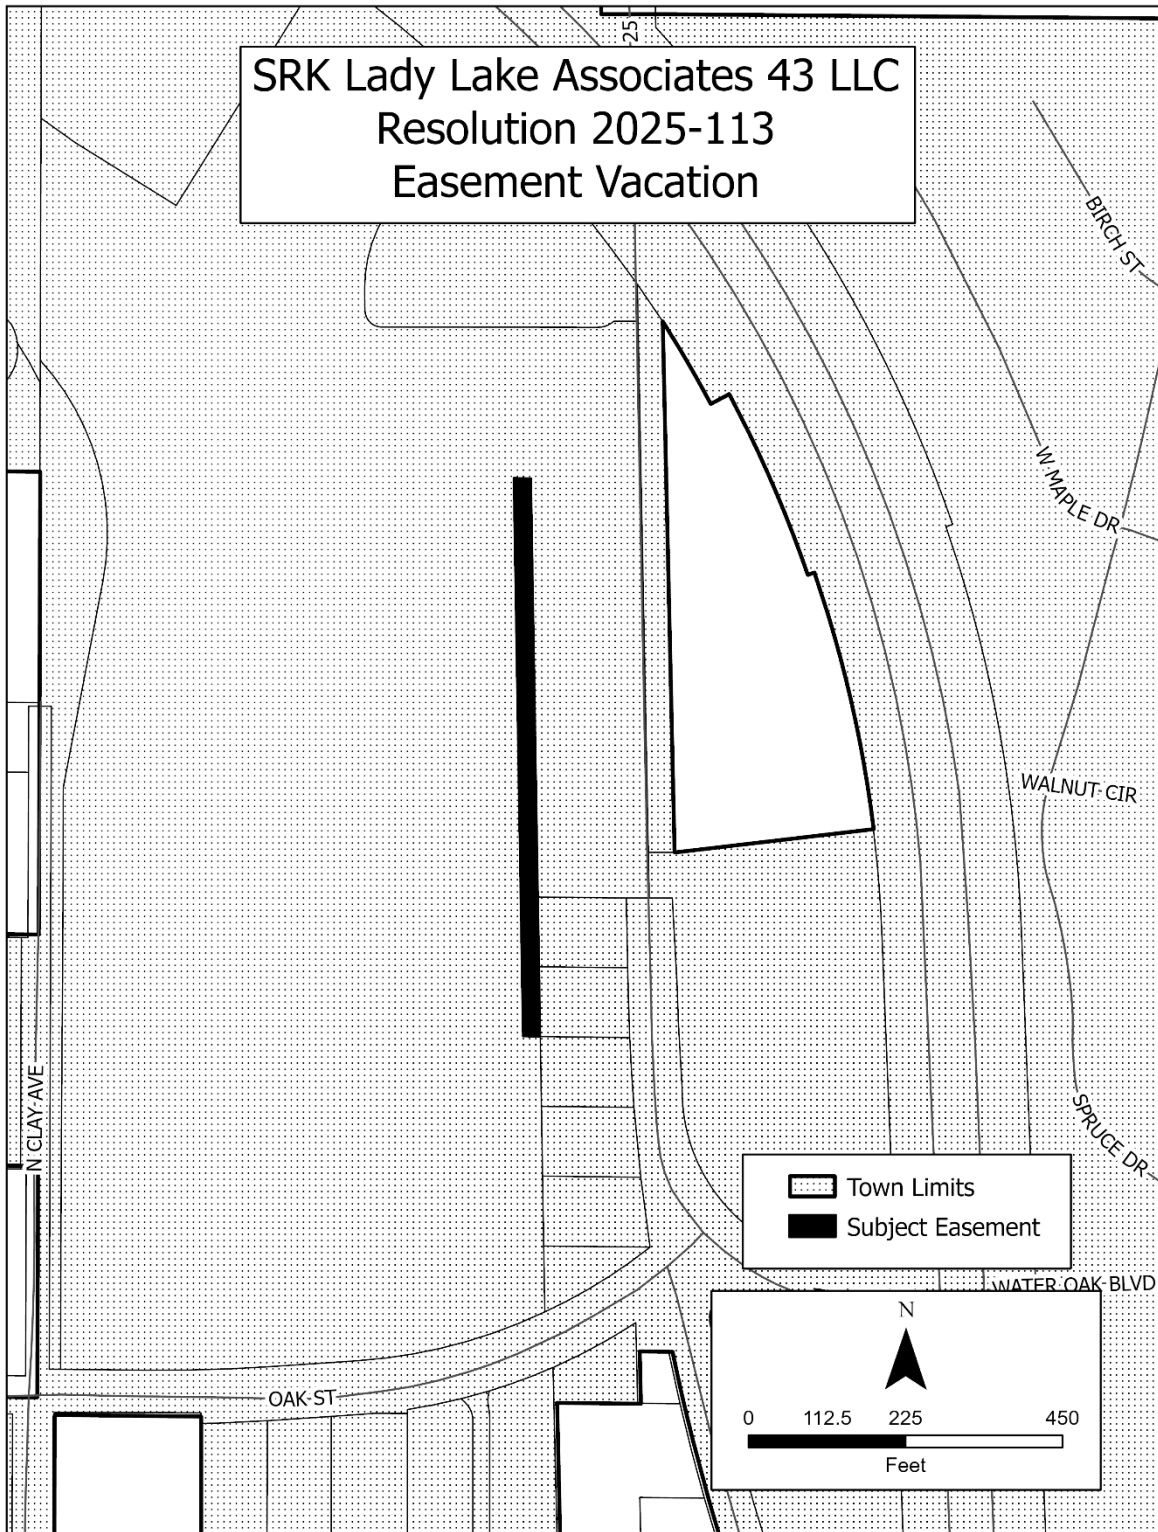 25
SRK Lady Lake Associates 43 LLC
Resolution 2025-113
Easement Vacation
BIRCH ST
W MAPLE DR
WALNUT CIR
N CLAY AVE
SPRUCE DR
Town Limits
Subject Easement
WATER OAK BLVD
N
0 112.5 225 450
Feet
OAK ST